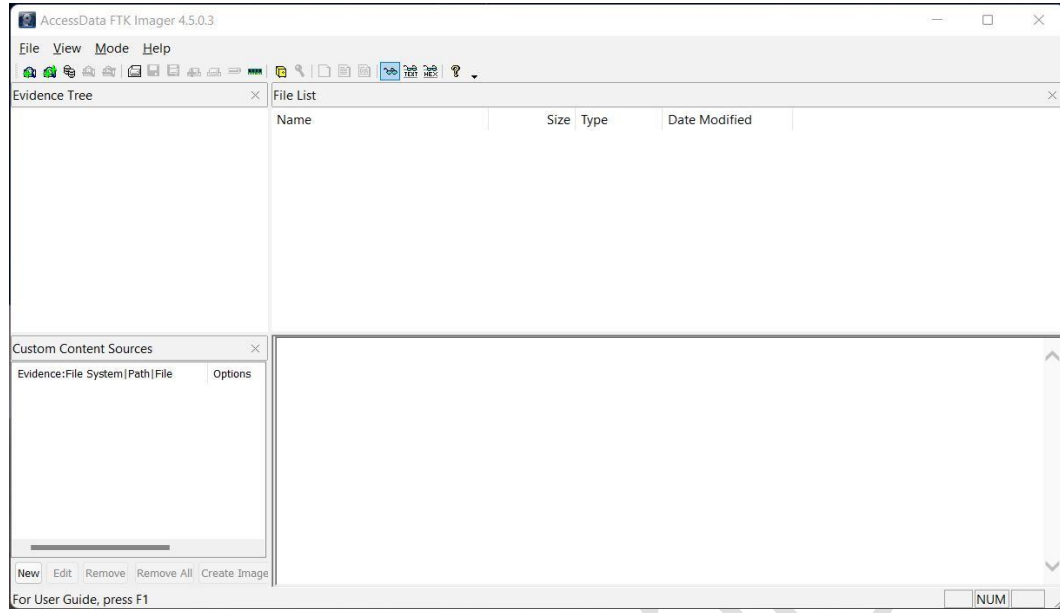 AccessData FTK Imager 4.5.0.3
File View Mode Help
TEXT HEX ?
Evidence Tree
File List
Name Size Type Date Modified
Custom Content Sources
Evidence:File System|Path|File Options
New Edit Remove Remove All Create Image
For User Guide, press F1
NUM